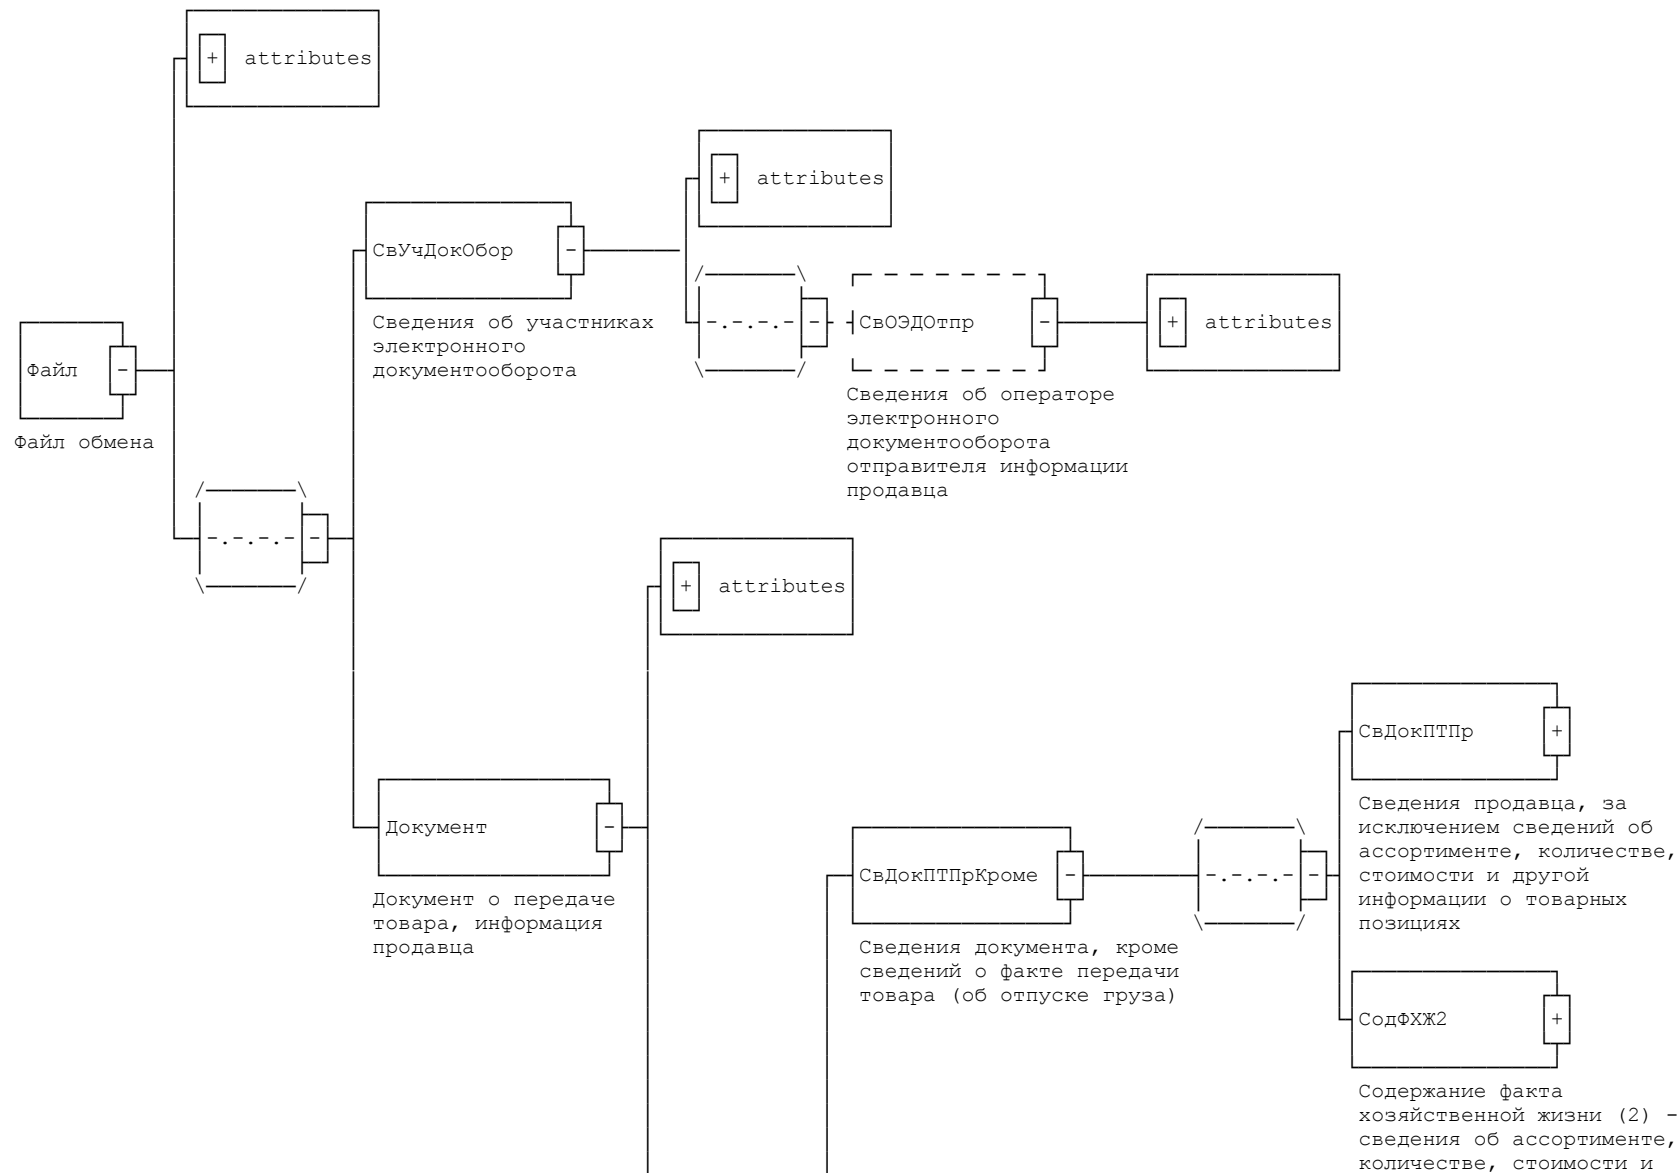 + attributes
+ attributes
СвУчДокОбор -
-.-.-.- -
СвОЭДОтпр -
+ attributes
Сведения об участниках
электронного
документооборота
Файл -
Файл обмена
Сведения об операторе
электронного
документооборота
отправителя информации
продавца
-.-.-.- -
+ attributes
СвДокПТПр +
Сведения продавца, за
исключением сведений об
ассортименте, количестве,
стоимости и другой
информации о товарных
позициях
Документ -
Документ о передаче
товара, информация
продавца
СвДокПТПрКроме -
-.-.-.- -
Сведения документа, кроме
сведений о факте передачи
товара (об отпуске груза)
СодФХЖ2 +
Содержание факта
хозяйственной жизни (2) -
сведения об ассортименте,
количестве, стоимости и